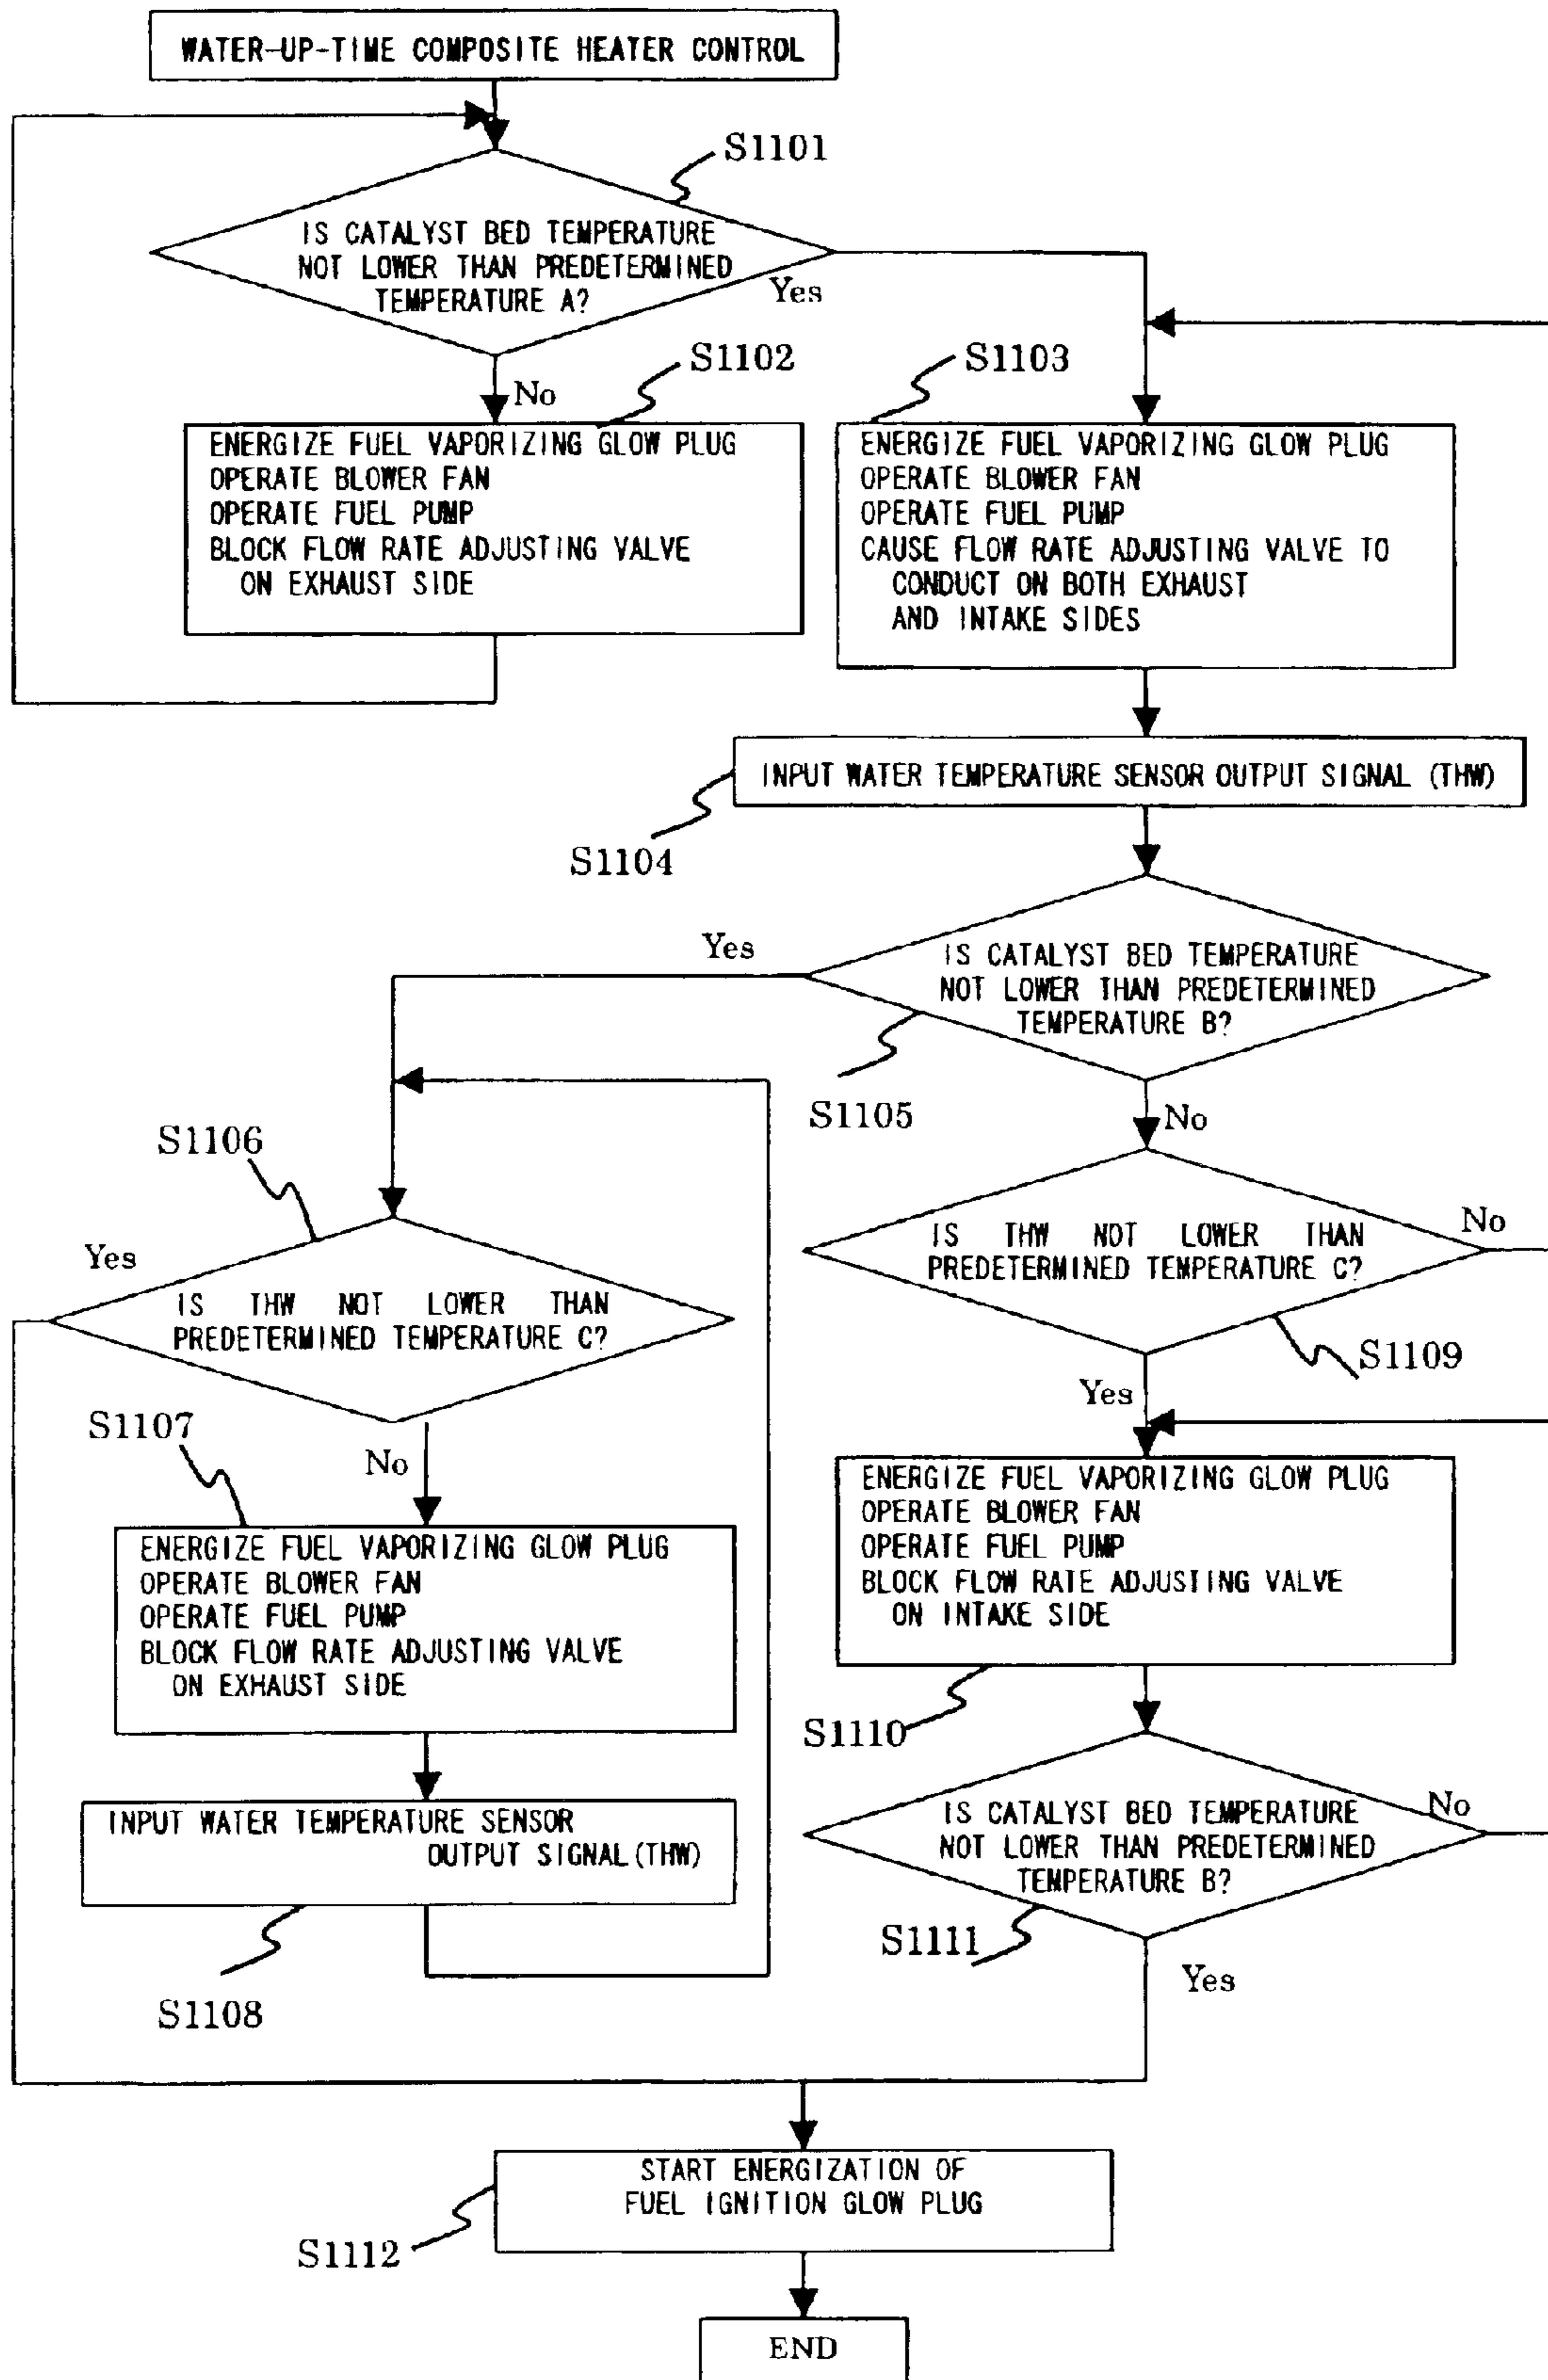 WATER-UP-TIME COMPOSITE HEATER CONTROL
S1101
IS CATALYST BED TEMPERATURE
NOT LOWER THAN PREDETERMINED
TEMPERATURE A?
Yes
No
S1102
ENERGIZE FUEL VAPORIZING GLOW PLUG
OPERATE BLOWER FAN
OPERATE FUEL PUMP
BLOCK FLOW RATE ADJUSTING VALVE
ON EXHAUST SIDE
S1103
ENERGIZE FUEL VAPORIZING GLOW PLUG
OPERATE BLOWER FAN
OPERATE FUEL PUMP
CAUSE FLOW RATE ADJUSTING VALVE TO
CONDUCT ON BOTH EXHAUST
AND INTAKE SIDES
INPUT WATER TEMPERATURE SENSOR OUTPUT SIGNAL (THW)
S1104
Yes
IS CATALYST BED TEMPERATURE
NOT LOWER THAN PREDETERMINED
TEMPERATURE B?
S1105
No
S1106
Yes
IS THW NOT LOWER THAN
PREDETERMINED TEMPERATURE C?
No
S1107
ENERGIZE FUEL VAPORIZING GLOW PLUG
OPERATE BLOWER FAN
OPERATE FUEL PUMP
BLOCK FLOW RATE ADJUSTING VALVE
ON EXHAUST SIDE
INPUT WATER TEMPERATURE SENSOR
OUTPUT SIGNAL(THW)
S1108
IS THW NOT LOWER THAN
PREDETERMINED TEMPERATURE C?
No
S1109
Yes
ENERGIZE FUEL VAPORIZING GLOW PLUG
OPERATE BLOWER FAN
OPERATE FUEL PUMP
BLOCK FLOW RATE ADJUSTING VALVE
ON INTAKE SIDE
S1110
IS CATALYST BED TEMPERATURE
NOT LOWER THAN PREDETERMINED
TEMPERATURE B?
No
S1111
Yes
START ENERGIZATION OF
FUEL IGNITION GLOW PLUG
S1112
END